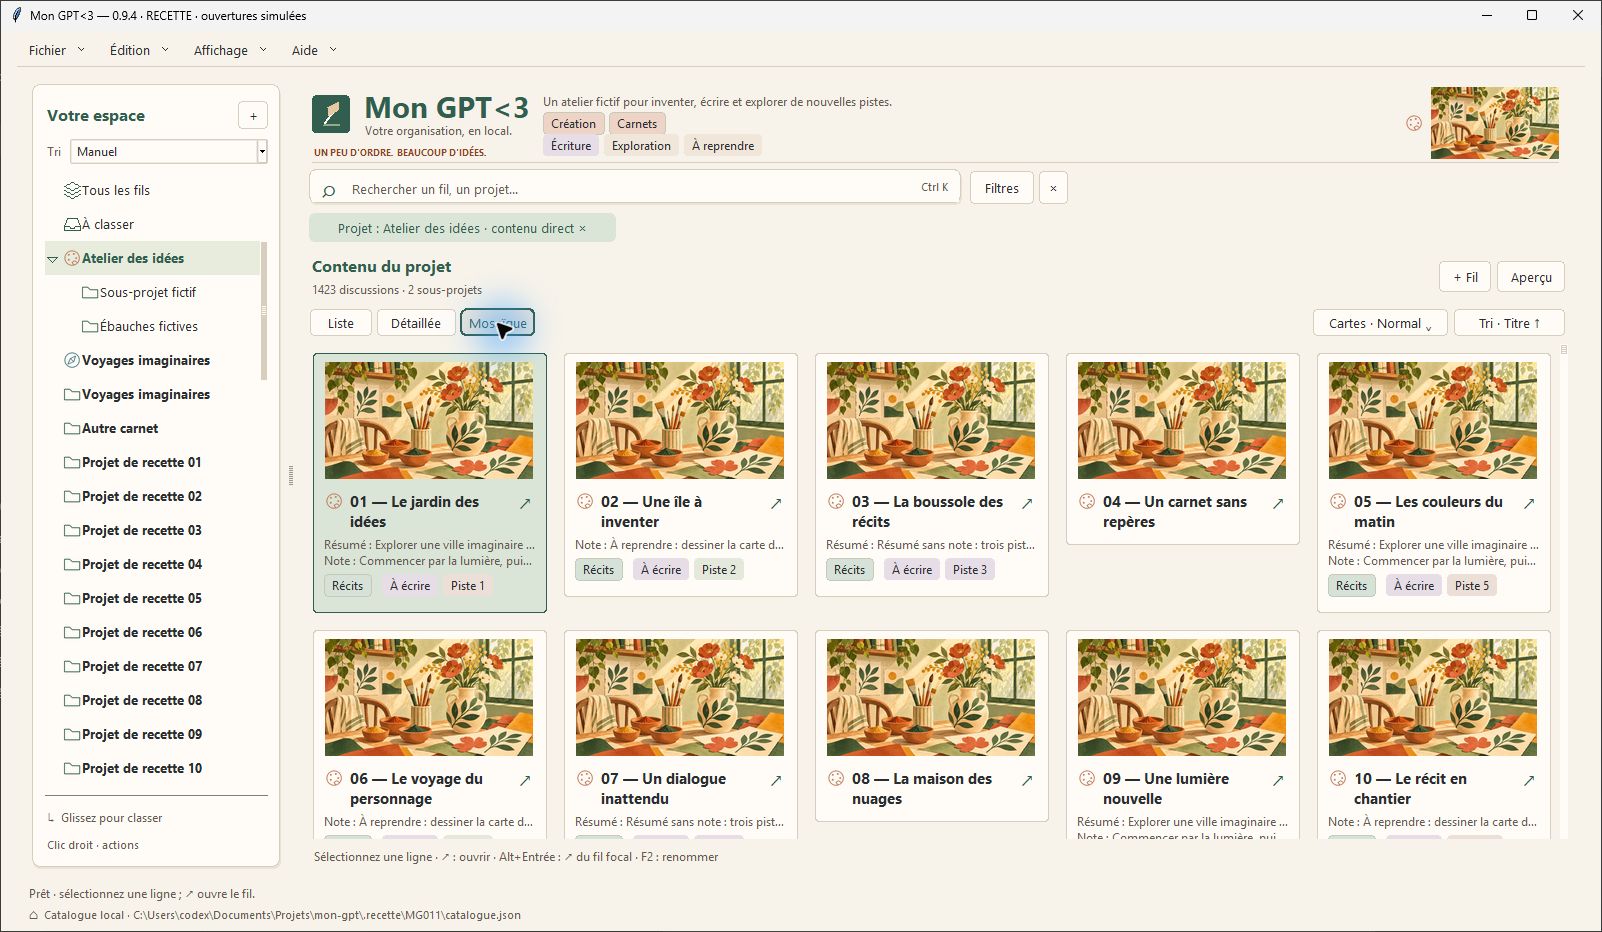 Mon GPT<3 — 0.9.4 · RECETTE · ouvertures simulées
Fichier
Édition
Affichage
Aide
Votre espace
+
Tri
Manuel
Tous les fils
À classer
Atelier des idées
Sous-projet fictif
Ébauches fictives
Voyages imaginaires
Voyages imaginaires
Autre carnet
Projet de recette 01
Projet de recette 02
Projet de recette 03
Projet de recette 04
Projet de recette 05
Projet de recette 06
Projet de recette 07
Projet de recette 08
Projet de recette 09
Projet de recette 10
Glissez pour classer
Clic droit · actions
Mon GPT<3
Votre organisation, en local.
UN PEU D'ORDRE. BEAUCOUP D'IDÉES.
Un atelier fictif pour inventer, écrire et explorer de nouvelles pistes.
Création Carnets
Écriture Exploration À reprendre
Rechercher un fil, un projet...
Ctrl K
Filtres
×
Projet : Atelier des idées · contenu direct ×
Contenu du projet
1423 discussions · 2 sous-projets
+ Fil
Aperçu
Liste
Détaillée
Cartes · Normal
Tri · Titre ↑
01 — Le jardin des
idées
↗
Résumé : Explorer une ville imaginaire ...
Note : Commencer par la lumière, pui...
Récits À écrire Piste 1
02 — Une île à
inventer
↗
Note : À reprendre : dessiner la carte d...
Récits À écrire Piste 2
03 — La boussole des
récits
↗
Résumé : Résumé sans note : trois pist...
Récits À écrire Piste 3
04 — Un carnet sans
repères
↗
05 — Les couleurs du
matin
↗
Résumé : Explorer une ville imaginaire ...
Note : Commencer par la lumière, pui...
Récits À écrire Piste 5
06 — Le voyage du
personnage
↗
Note : À reprendre : dessiner la carte d...
07 — Un dialogue
inattendu
↗
Résumé : Résumé sans note : trois pist...
08 — La maison des
nuages
↗
09 — Une lumière
nouvelle
↗
Résumé : Explorer une ville imaginaire ...
Note : Commencer par la lumière, pui...
10 — Le récit en
chantier
↗
Note : À reprendre : dessiner la carte d...
Sélectionnez une ligne · ↗ : ouvrir · Alt+Entrée : ↗ du fil focal · F2 : renommer
Prêt · sélectionnez une ligne ; ↗ ouvre le fil.
Catalogue local · C:\Users\codex\Documents\Projets\mon-gpt\.recette\MG011\catalogue.json